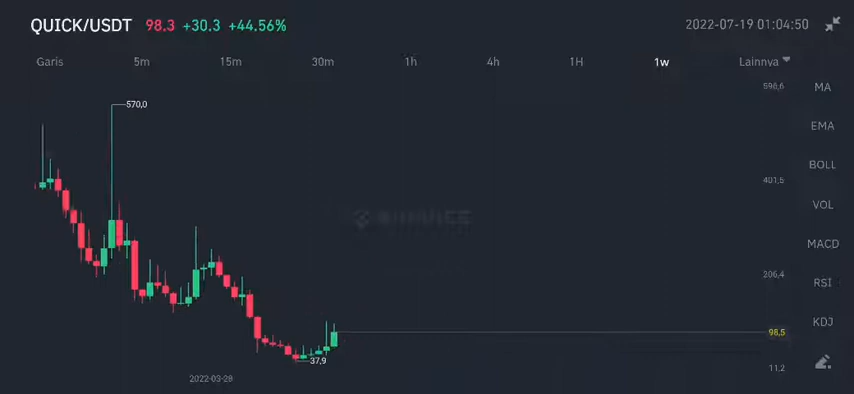 QUICK/USDT 98.3 +30.3 +44.56% 2022-07-19 01:04:50
Garis 5m 15m 30m 1h 4h 1H 1w Lainnya
596,6
MA
570,0
EMA
BOLL
401,5
VOL
BINANCE
MACD
206,4
RSI
KDJ
98,5
37,9
11,2
2022-03-28